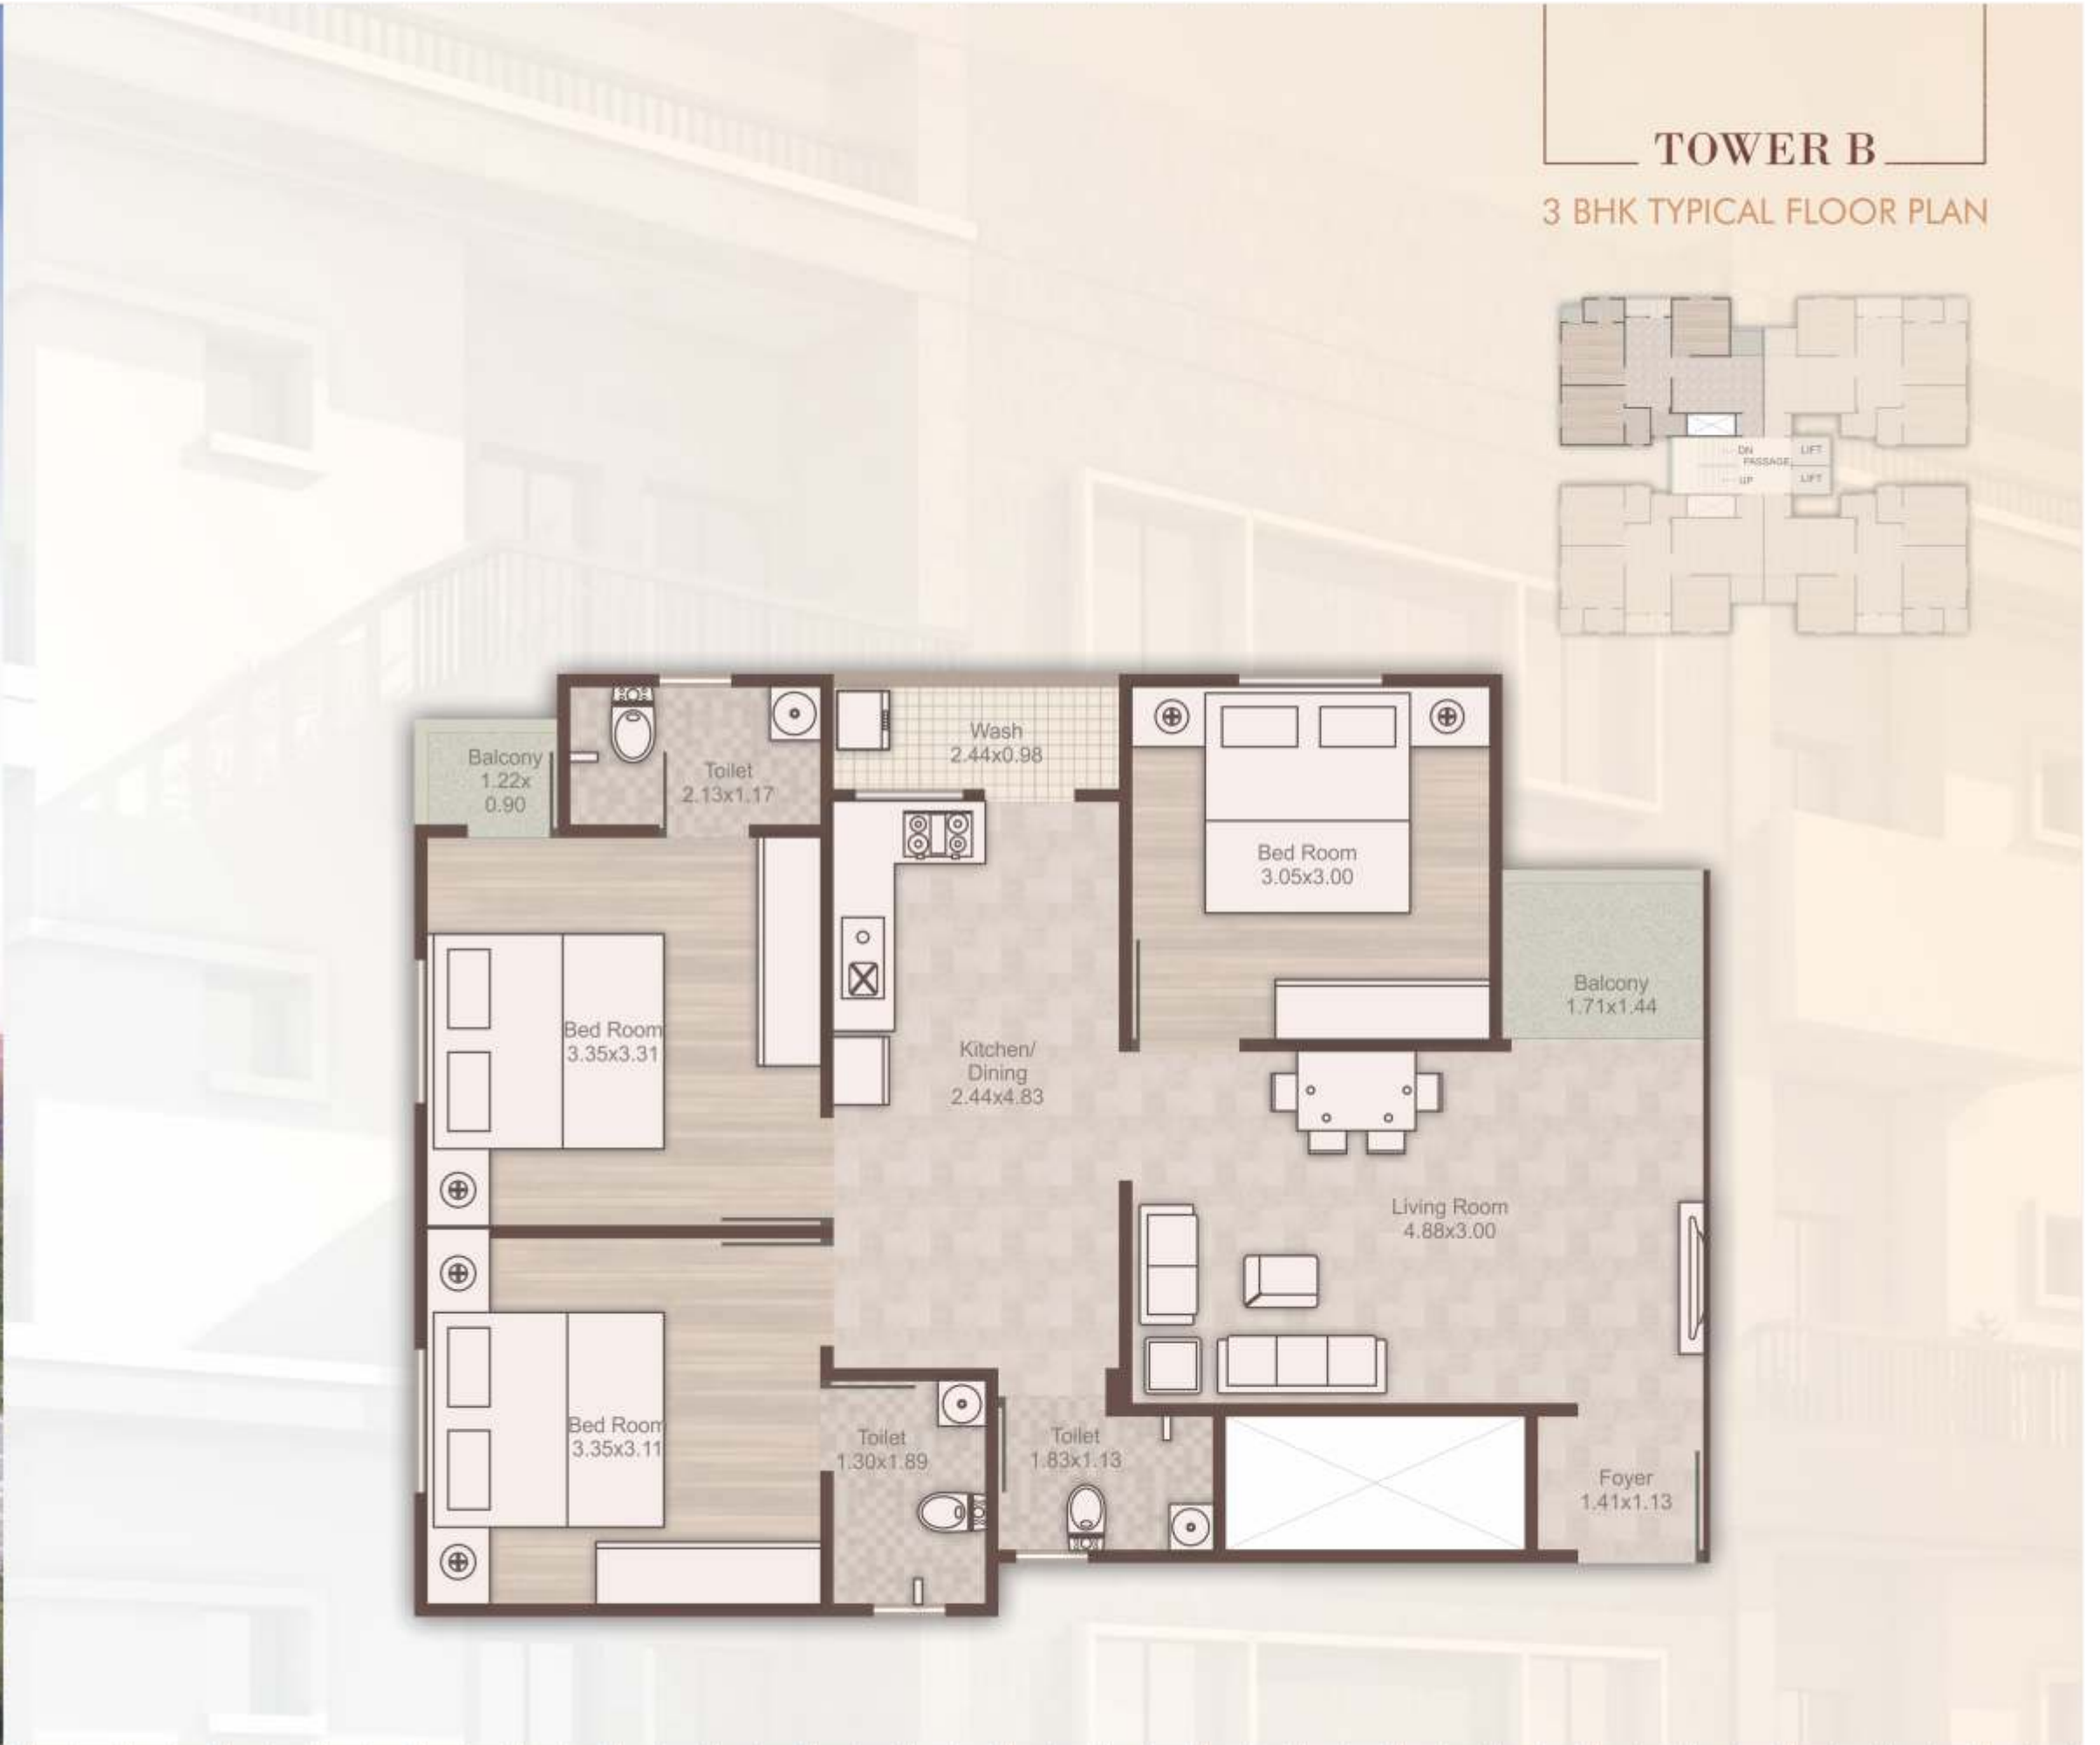 TOWER B
3 BHK TYPICAL FLOOR PLAN
DN
LIFT
PASSAGE
UP
LIFT
Wash
2.44x0.98
Balcony
1.22x
0.90
Toilet
2.13x1.17
Bed Room
3.05x3.00
Balcony
1.71x1.44
Bed Room
3.35x3.31
Kitchen/
Dining
2.44x4.83
Living Room
4.88x3.00
Bed Room
3.35x3.11
Toilet
1.30x1.89
Toilet
1.83x1.13
Foyer
1.41x1.13